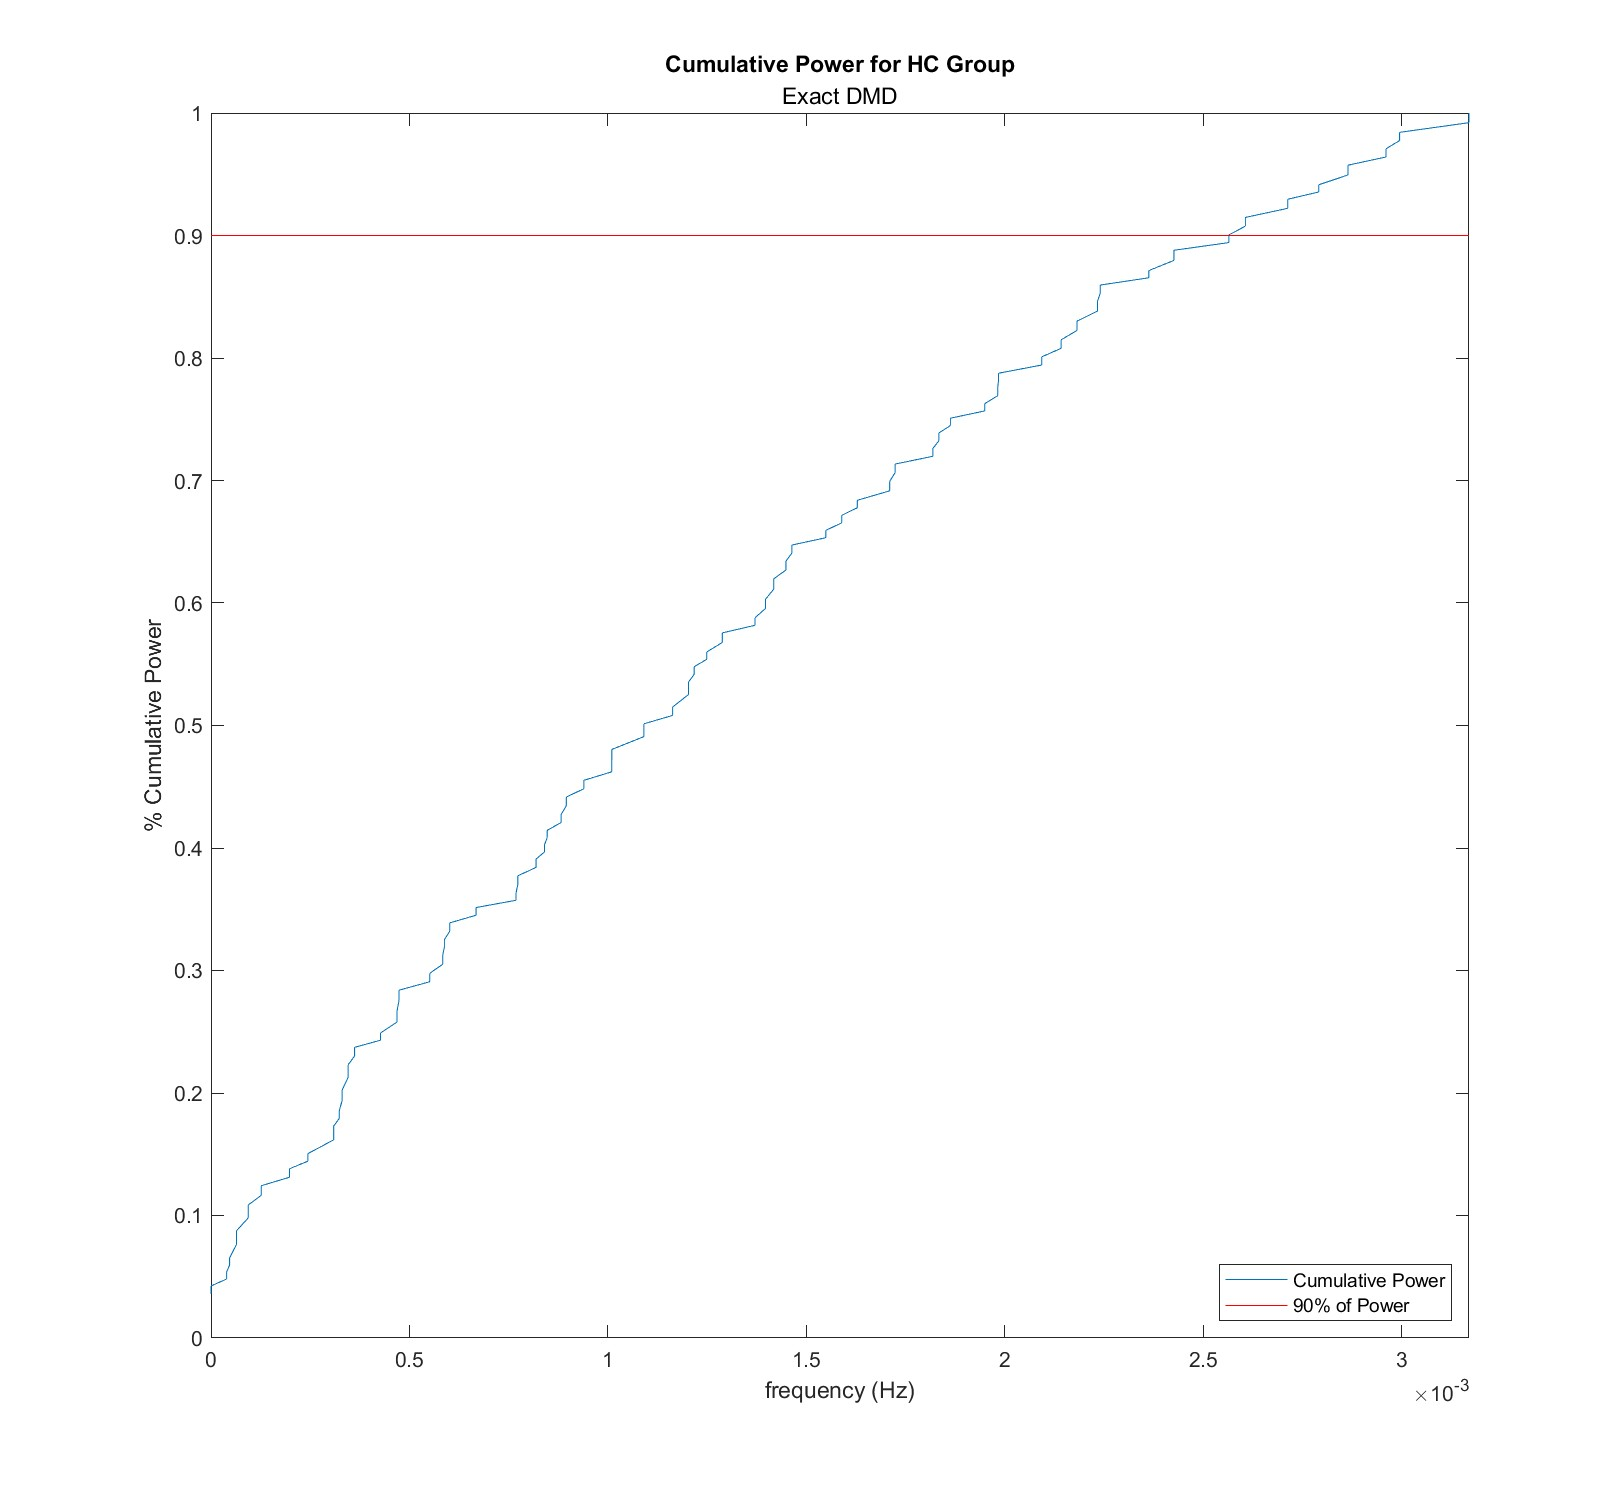 Cumulative Power for HC Group
Exact DMD
1
0.9
0.8
0.7
0.6
0.5
0.4
0.3
0.2
0.1
0
% Cumulative Power
Cumulative Power
90% of Power
0 0.5 1 1.5 2 2.5 3
frequency (Hz)
×10⁻³